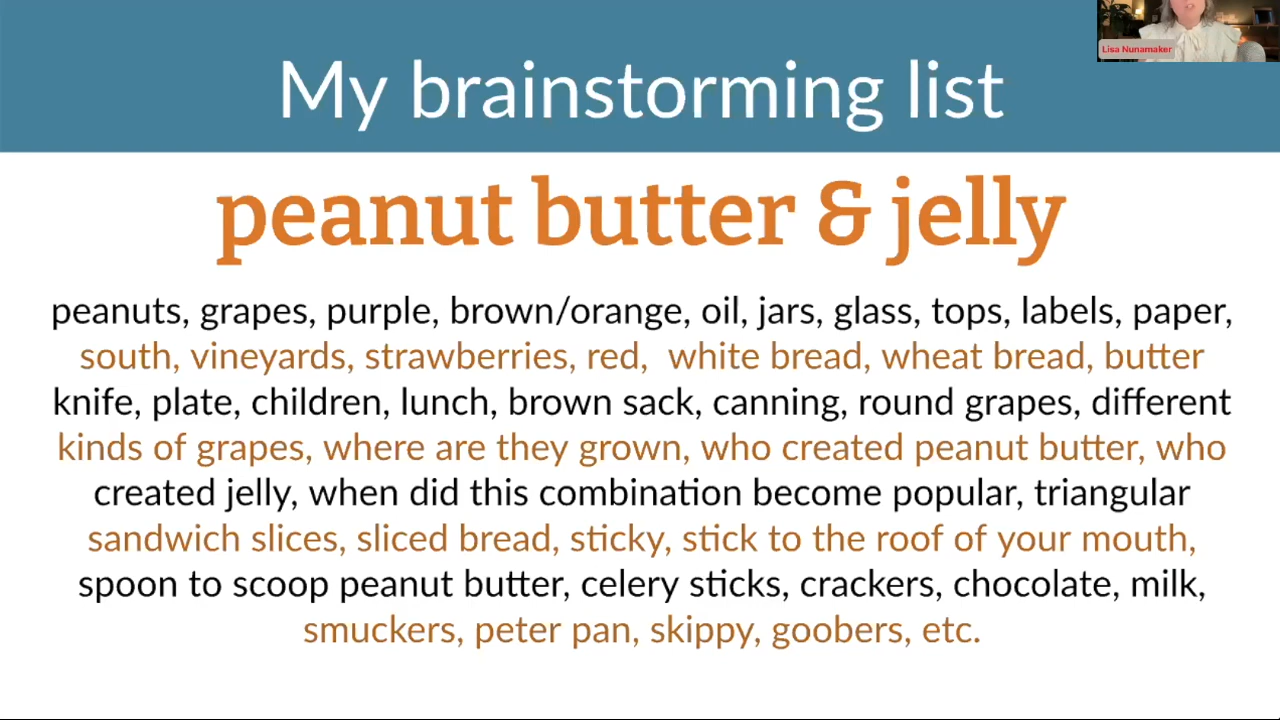 My brainstorming list
Lisa Nunamaker
peanut butter & jelly
peanuts, grapes, purple, brown/orange, oil, jars, glass, tops, labels, paper,
south, vineyards, strawberries, red, white bread, wheat bread, butter
knife, plate, children, lunch, brown sack, canning, round grapes, different
kinds of grapes, where are they grown, who created peanut butter, who
created jelly, when did this combination become popular, triangular
sandwich slices, sliced bread, sticky, stick to the roof of your mouth,
spoon to scoop peanut butter, celery sticks, crackers, chocolate, milk,
smuckers, peter pan, skippy, goobers, etc.